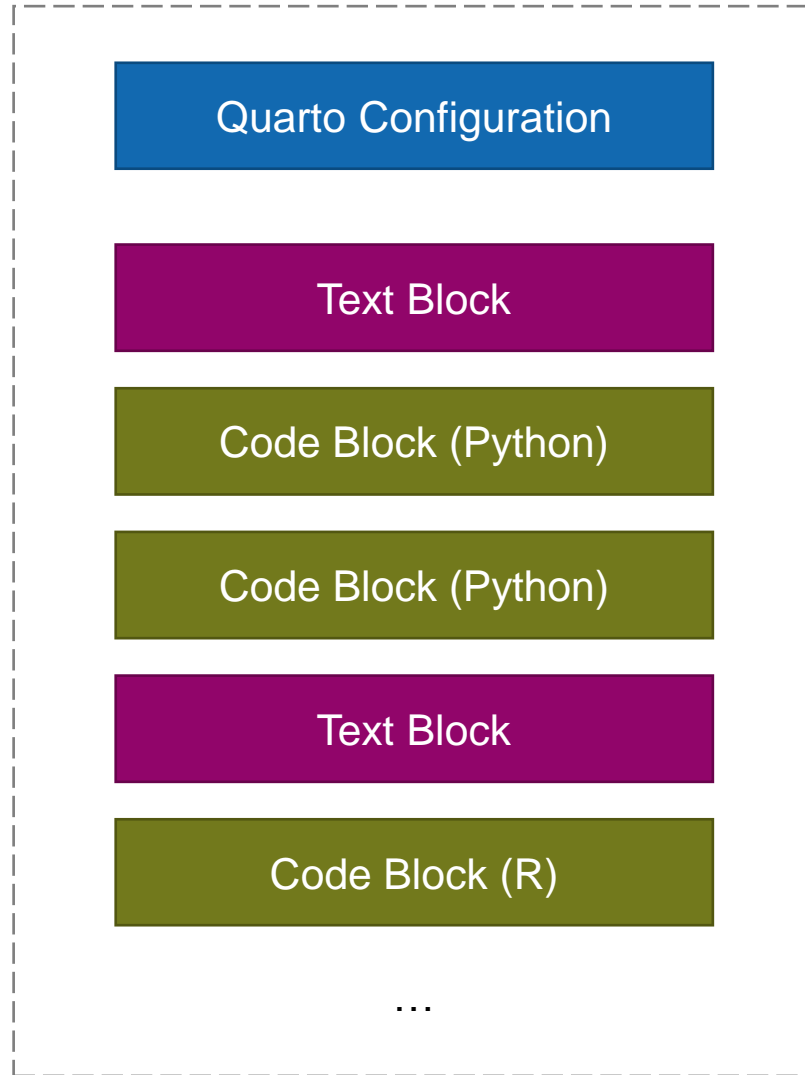 Quarto Configuration
Text Block
Code Block (Python)
Code Block (Python)
Text Block
Code Block (R)
...